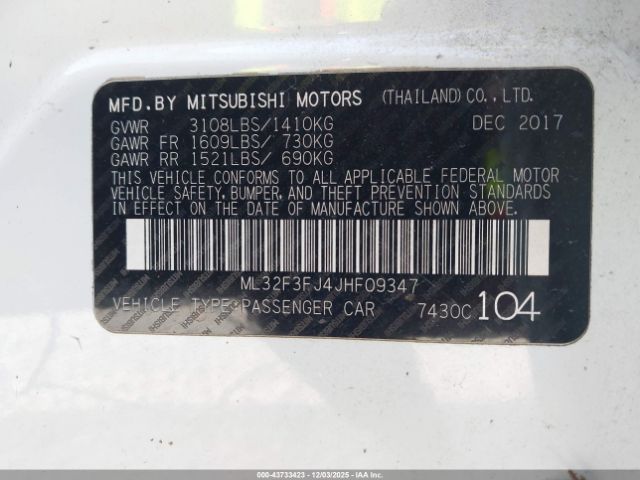 MFD.BY MITSUBISHI MOTORS (THAILAND)CO.,LTD.
GVWR 3108LBS/1410KG DEC 2017
GAWR FR 1609LBS/ 730KG
GAWR RR 1521LBS/ 690KG
THIS VEHICLE CONFORMS TO ALL APPLICABLE FEDERAL MOTOR
VEHICLE SAFETY, BUMPER, AND THEFT PREVENTION STANDARDS
IN EFFECT ON THE DATE OF MANUFACTURE SHOWN ABOVE.
ML32F3FJ4JHF09347
VEHICLE TYPE:PASSENGER CAR 7430C 104
000-43733423 - 12/03/2025 - IAAI.COM